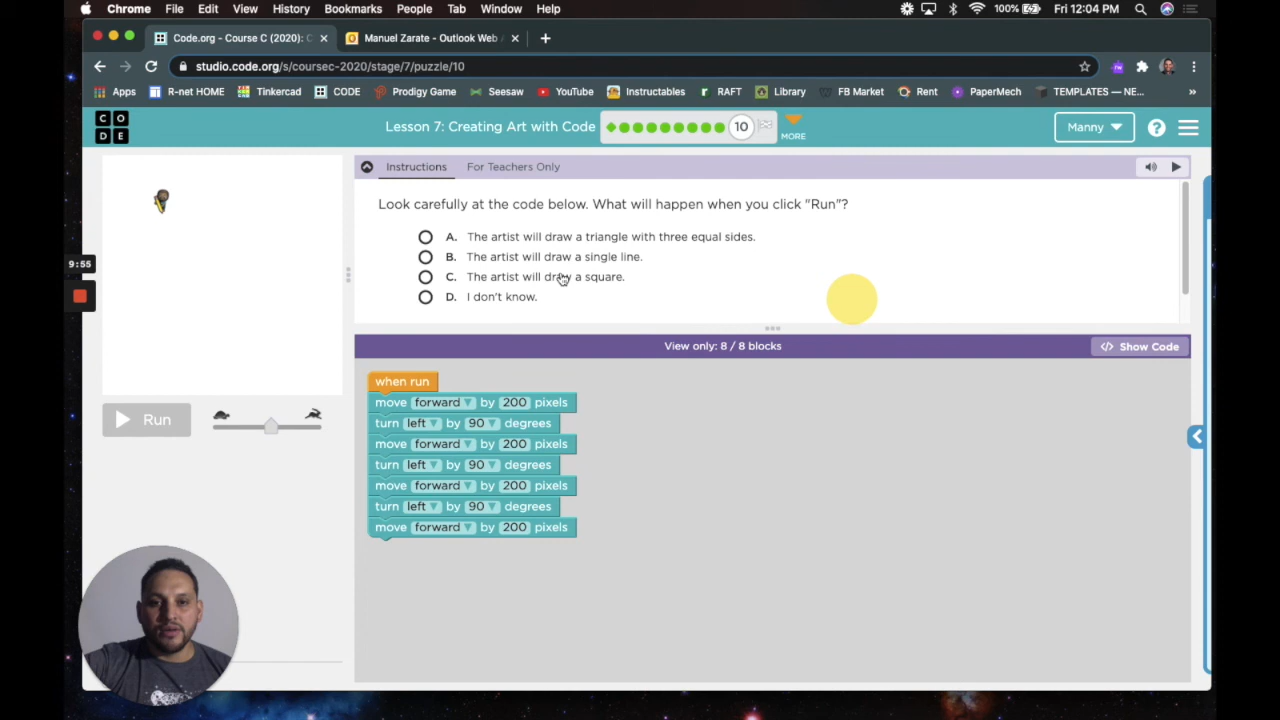 Chrome File Edit View History Bookmarks People Tab Window Help 100% Fri 12:04 PM
Code.org - Course C (2020): C × Manuel Zarate - Outlook Web × +
studio.code.org/s/coursec-2020/stage/7/puzzle/10
Apps R-net HOME Tinkercad CODE Prodigy Game Seesaw YouTube Instructables RAFT Library FB Market Rent PaperMech TEMPLATES — NE... »
CODE Lesson 7: Creating Art with Code 10 MORE Manny ?
Instructions For Teachers Only
Look carefully at the code below. What will happen when you click "Run"?
A. The artist will draw a triangle with three equal sides.
B. The artist will draw a single line.
C. The artist will draw a square.
D. I don't know.
9:55
View only: 8 / 8 blocks </> Show Code
Run
when run
move forward by 200 pixels
turn left by 90 degrees
move forward by 200 pixels
turn left by 90 degrees
move forward by 200 pixels
turn left by 90 degrees
move forward by 200 pixels